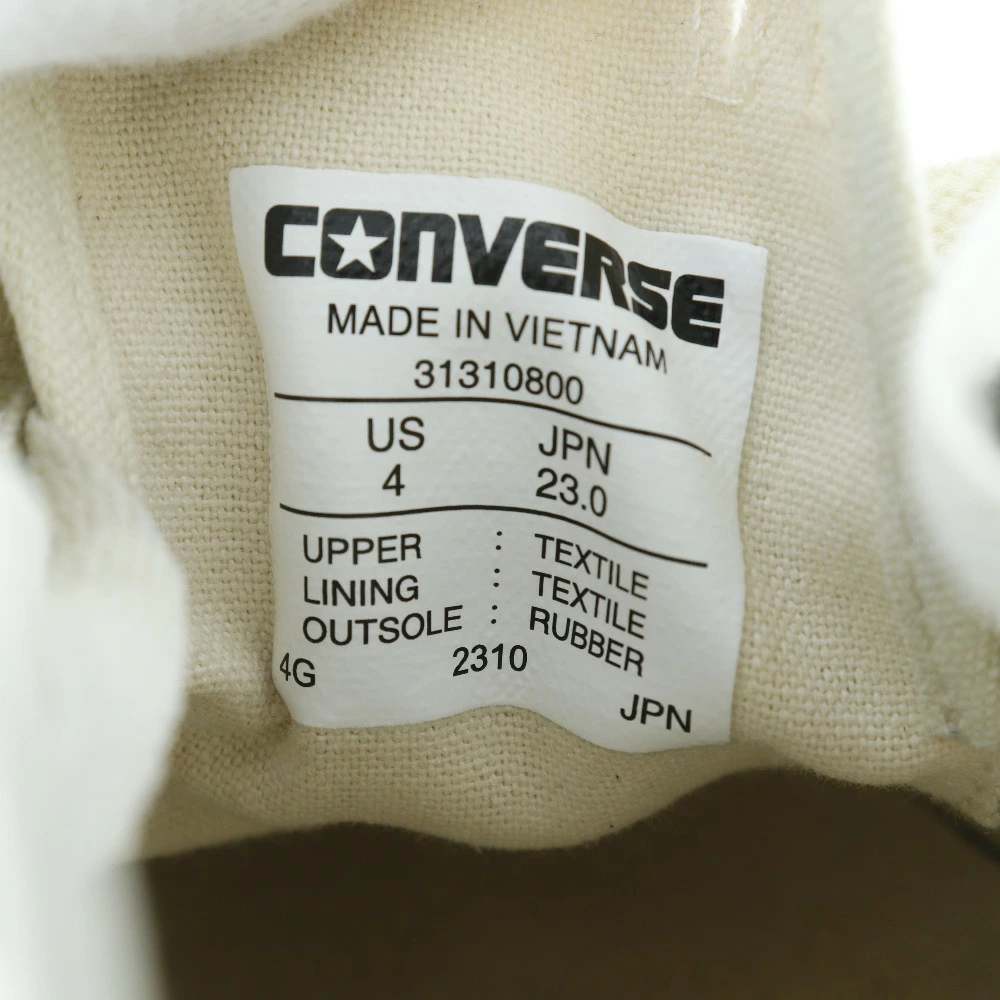 CONVERSE
MADE IN VIETNAM
31310800
US JPN
4 23.0
UPPER : TEXTILE
LINING : TEXTILE
OUTSOLE : RUBBER
4G 2310
JPN